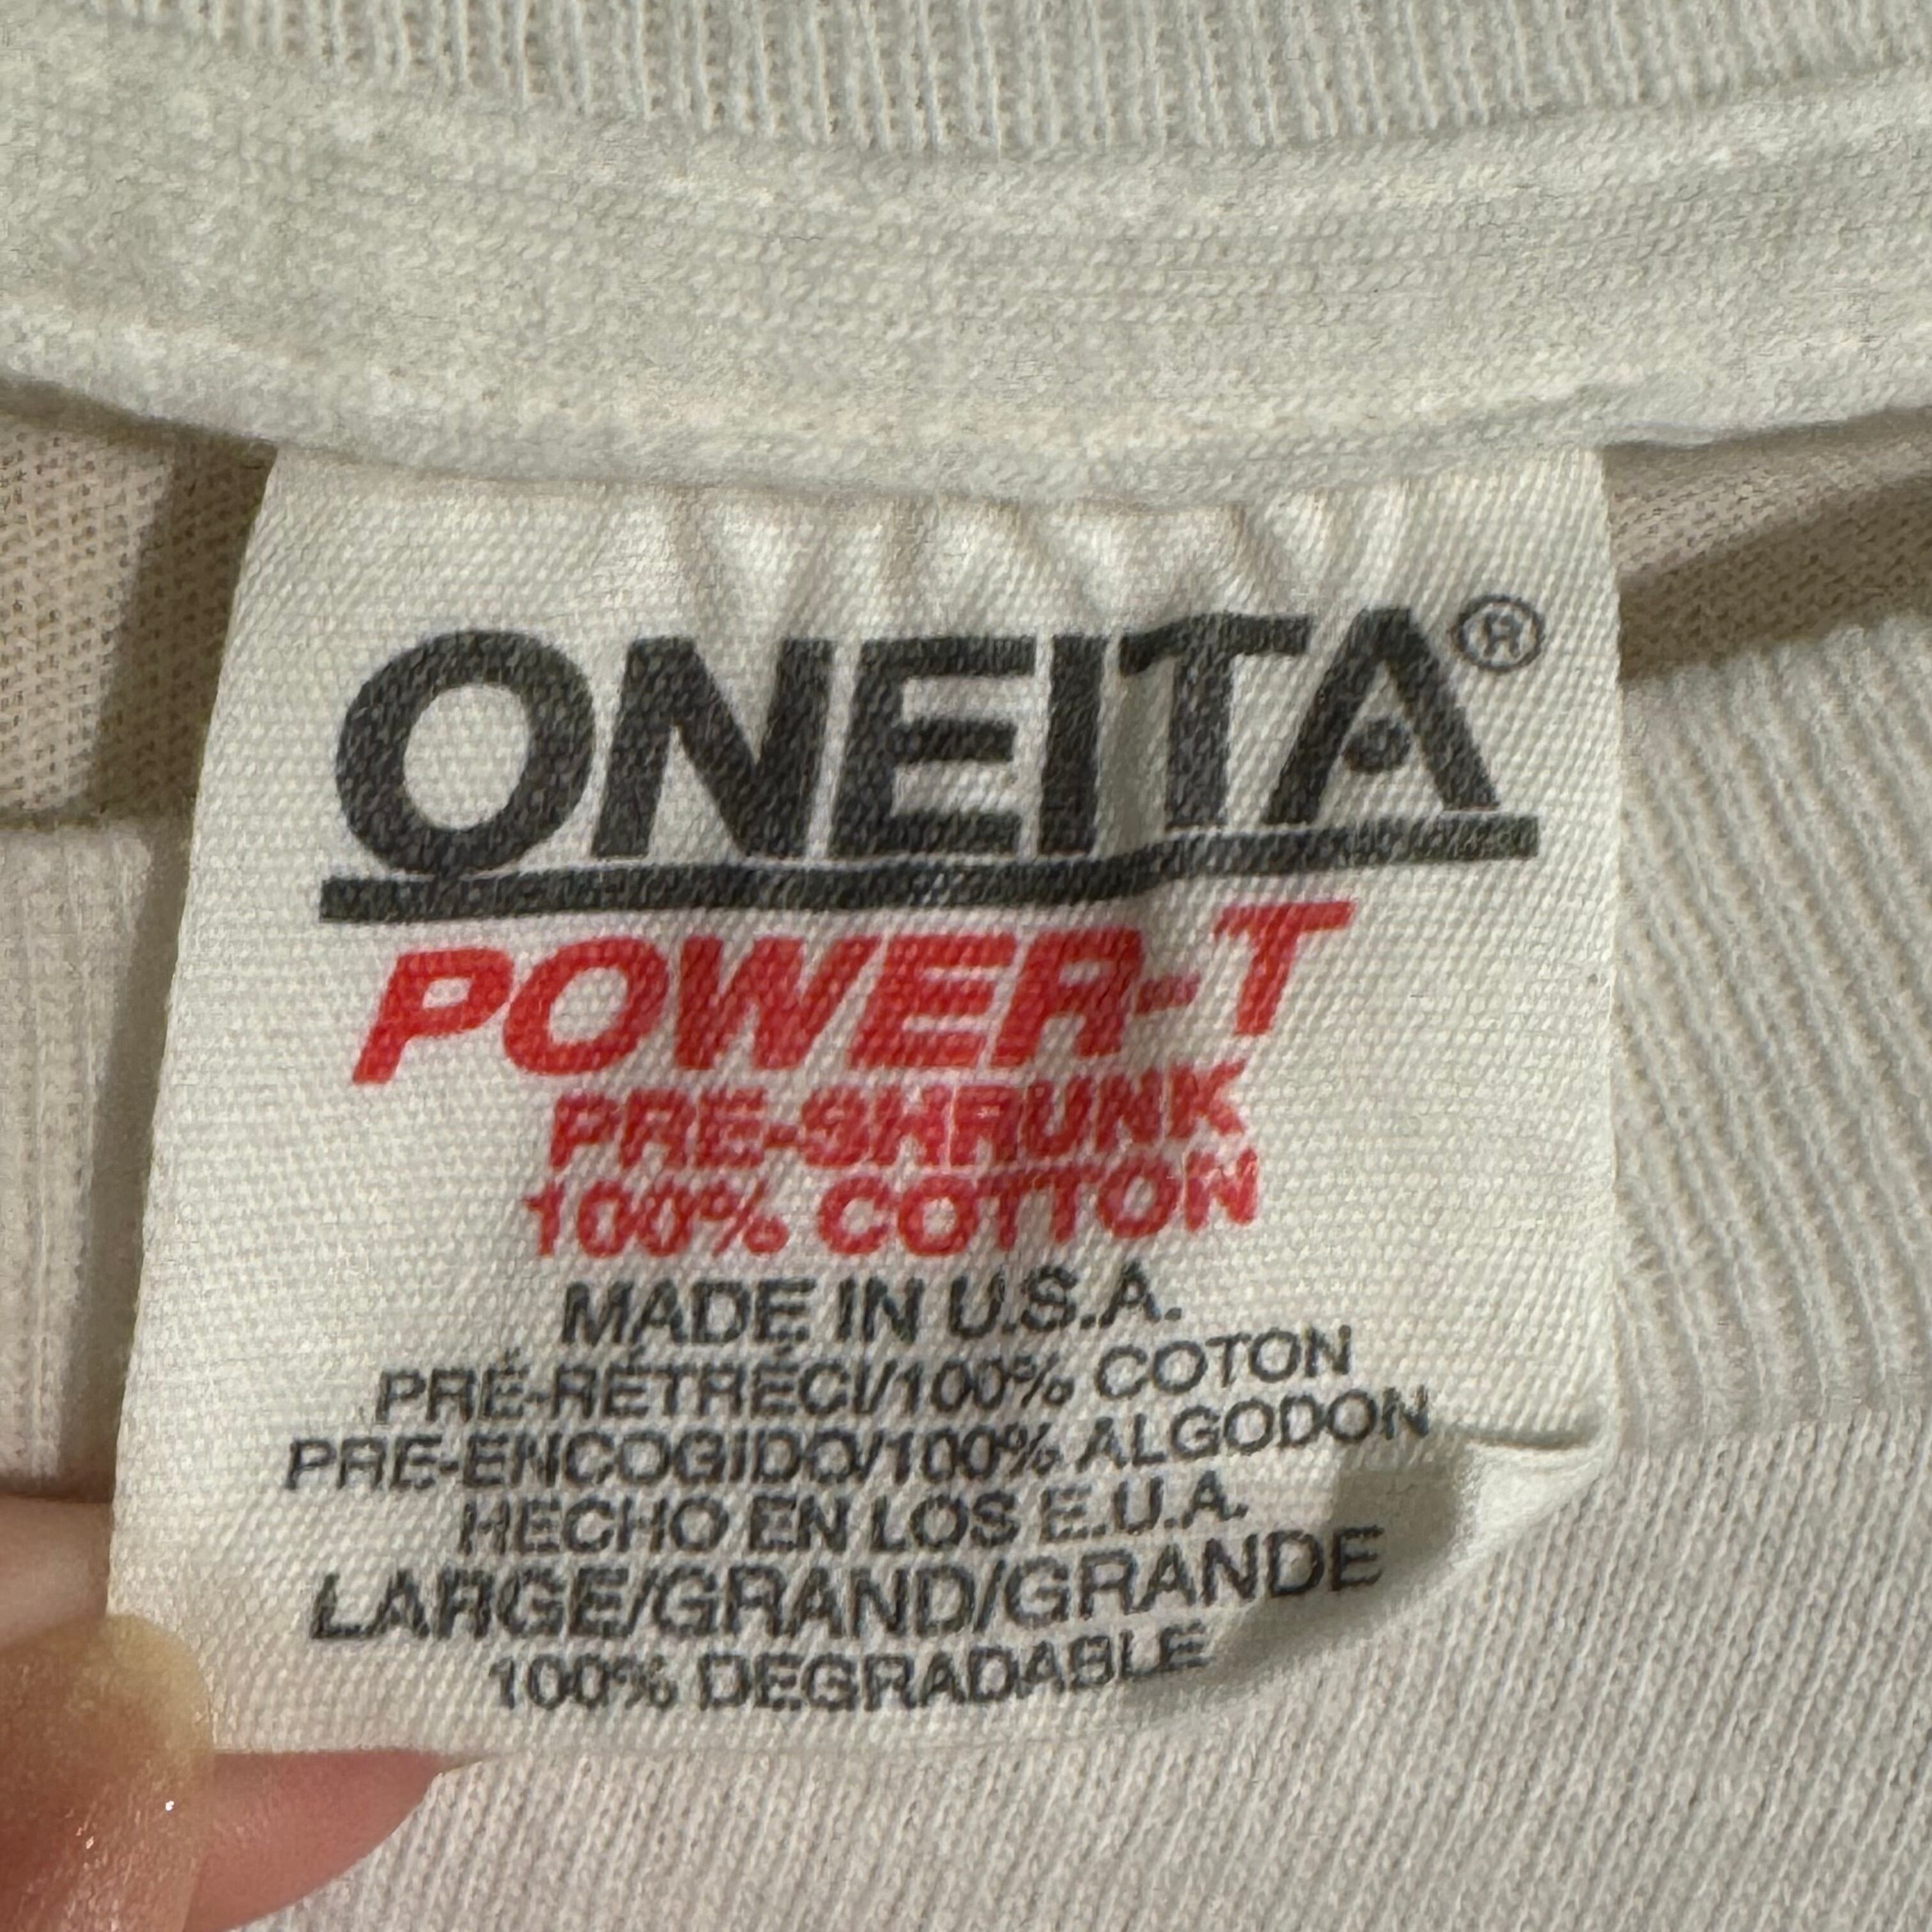 ONEITA®
POWER-T
PRE-SHRUNK
100% COTTON
MADE IN U.S.A.
PRÉ-RÉTRÉCI/100% COTON
PRE-ENCOGIDO/100% ALGODON
HECHO EN LOS E.U.A.
LARGE/GRAND/GRANDE
100% DEGRADABLE